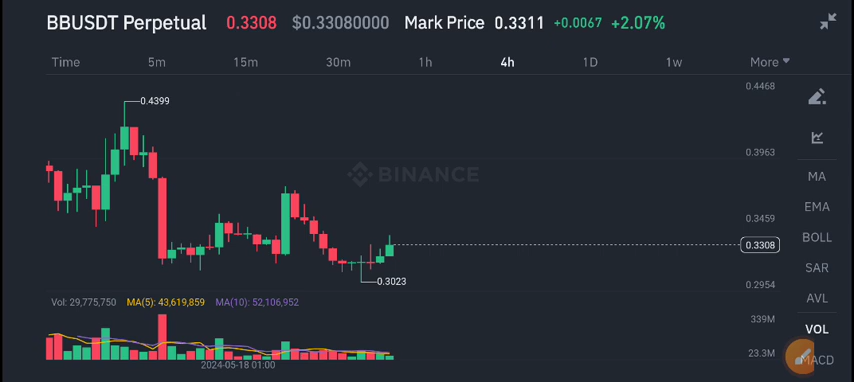 BBUSDT Perpetual 0.3308 $0.33080000 Mark Price 0.3311 +0.0067 +2.07%
Time 5m 15m 30m 1h 4h 1D 1w More
0.4468
0.4399
0.3963
BINANCE
MA
EMA
0.3459
BOLL
0.3308
SAR
0.3023
0.2954
AVL
Vol: 29,775,750 MA(5): 43,619,859 MA(10): 52,106,952
339M
VOL
23.3M
MACD
2024-05-18 01:00